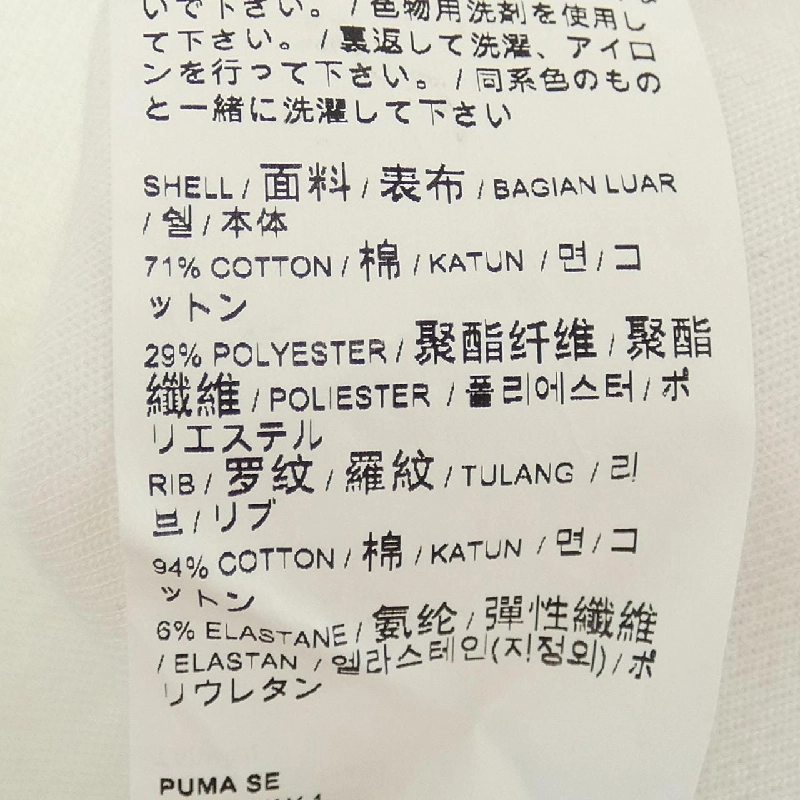 いで下さい。/色物用洗剤を使用し
て下さい。/裏返して洗濯、アイロ
ンを行って下さい。/同系色のもの
と一緒に洗濯して下さい
SHELL/面料/表布/BAGIAN LUAR
/쉘/本体
71% COTTON/棉/KATUN /면/コ
ットン
29% POLYESTER/聚酯纤维/聚酯
纖維/POLIESTER /폴리에스터/ポ
リエステル
RIB/罗纹/羅紋/TULANG /리
브/リブ
94% COTTON/棉/KATUN /면/コ
ットン
6% ELASTANE/氨纶/彈性纖維
/ELASTAN /엘라스테인(지정외)/ポ
リウレタン
PUMA SE